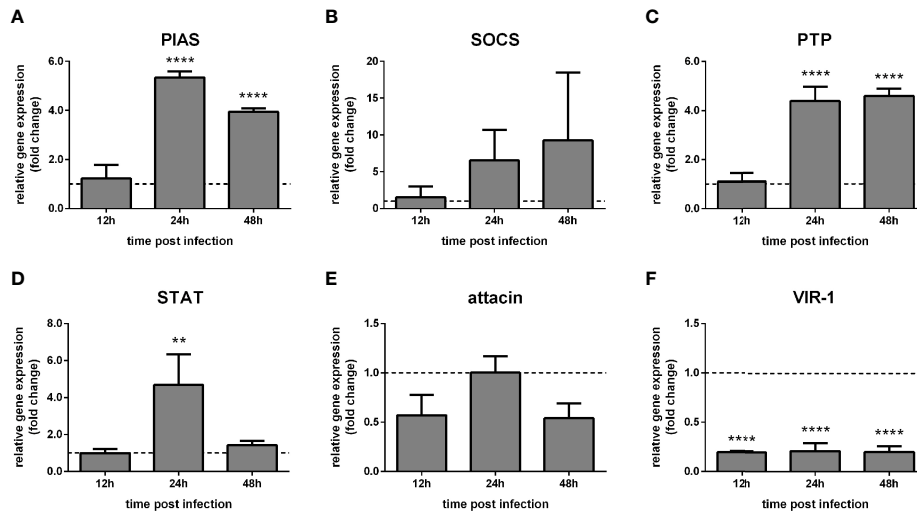 A
PIAS
relative gene expression
(fold change)
6.0
4.0
2.0
0.0
****
****
12h 24h 48h
time post infection
B
SOCS
relative gene expression
(fold change)
20
15
10
5
0
12h 24h 48h
time post infection
C
PTP
relative gene expression
(fold change)
6.0
4.0
2.0
0.0
****
****
12h 24h 48h
time post infection
D
STAT
relative gene expression
(fold change)
8.0
6.0
4.0
2.0
0.0
**
12h 24h 48h
time post infection
E
attacin
relative gene expression
(fold change)
1.5
1.0
0.5
0.0
12h 24h 48h
time post infection
F
VIR-1
relative gene expression
(fold change)
1.5
1.0
0.5
0.0
****
****
****
12h 24h 48h
time post infection